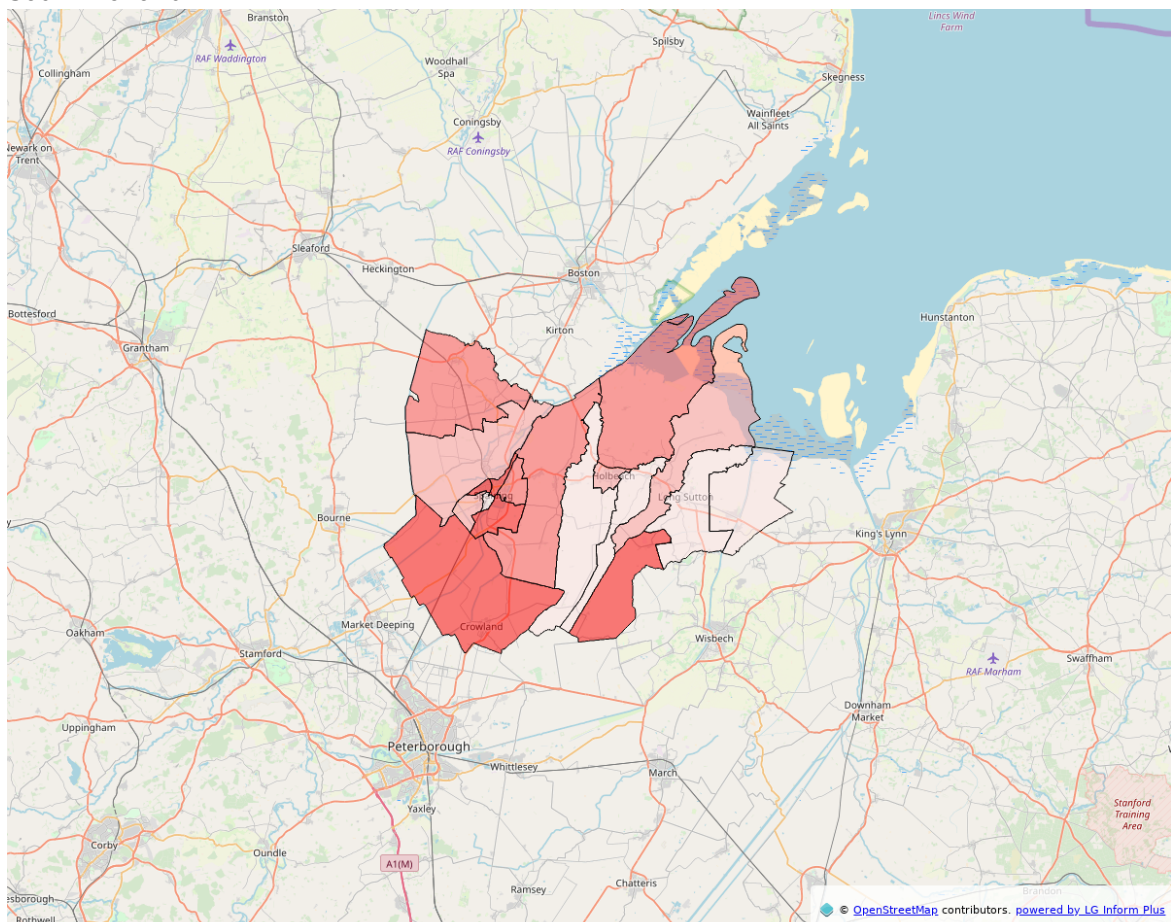 Branston
Lincs Wind
Farm
Spilsby
RAF Waddington
Woodhall
Spa
Collingham
Skegness
Wainfleet
All Saints
Coningsby
RAF Coningsby
Newark on
Trent
Sleaford
Heckington
Boston
Bottesford
Hunstanton
Kirton
Grantham
Holbeach
Long Sutton
Bourne
King's Lynn
Market Deeping
Crowland
Oakham
Wisbech
Stamford
Swaffham
RAF Marham
Downham
Market
Uppingham
Peterborough
Whittlesey
March
Yaxley
Stanford
Training
Area
Corby
Oundle
A1(M)
Ramsey
Chatteris
Brandon
esborough
Rothwell
© OpenStreetMap contributors. powered by LG Inform Plus